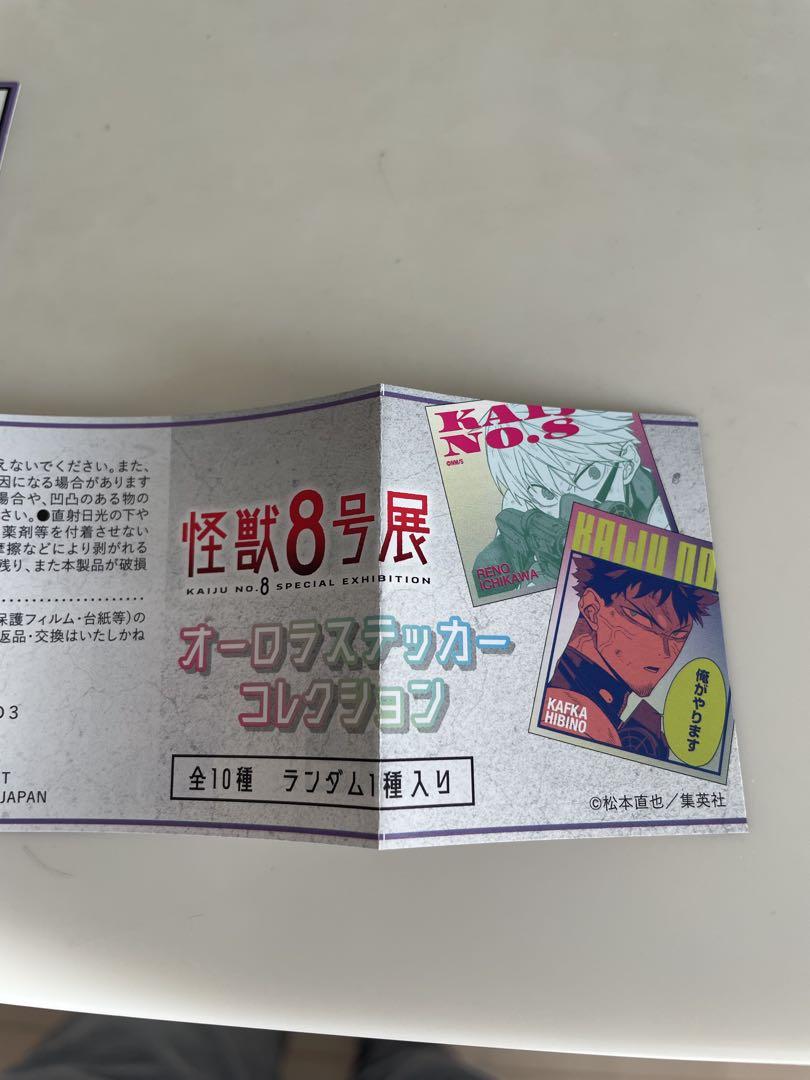 えないでください。また、
因になる場合があります
場合や、凹凸のある物の
さい。●直射日光の下や
薬剤等を付着させない
摩擦などにより剥がれる
残り、また本製品が破損
保護フィルム・台紙等)の
返品・交換はいたしかね
03
T
JAPAN
怪獣8号展
KAIJU NO.8 SPECIAL EXHIBITION
オーロラステッカー
コレクション
全10種 ランダム1種入り
KAIJ
NO.8
RENO
ICHIKAWA
KAIJU NO
KAFKA
HIBINO
俺がやります
©松本直也/集英社